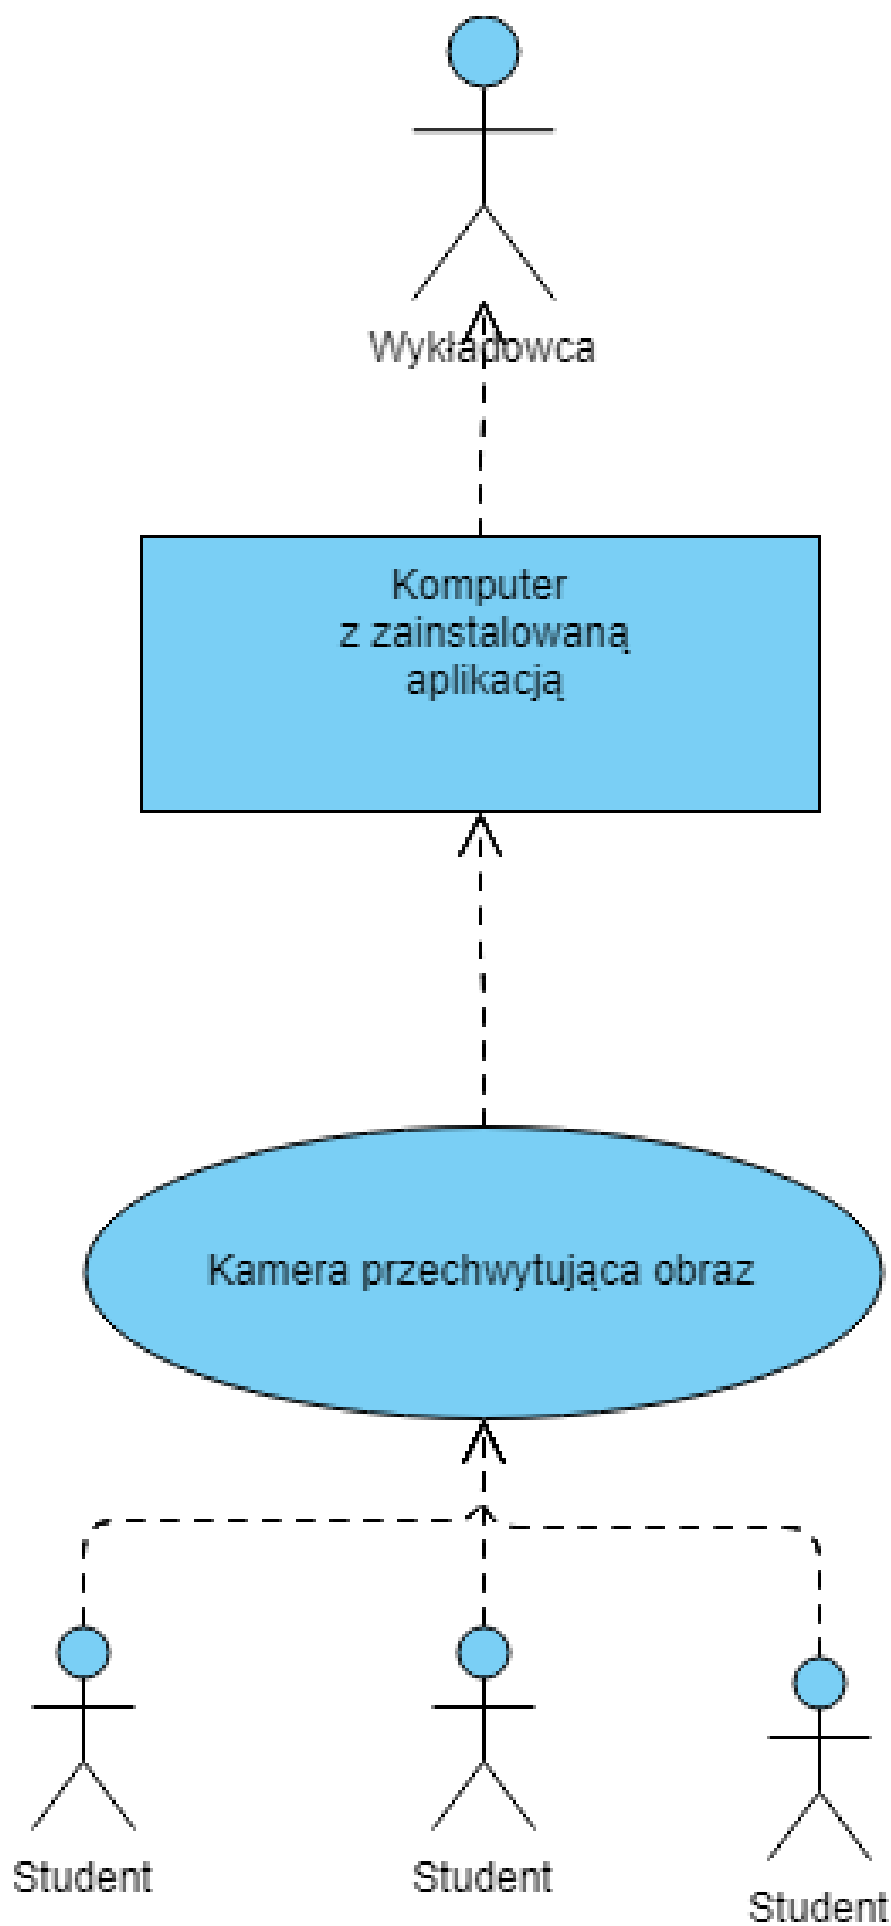 Wykładowca
Komputer
z zainstalowaną
aplikacją
Kamera przechwytująca obraz
Student
Student
Student